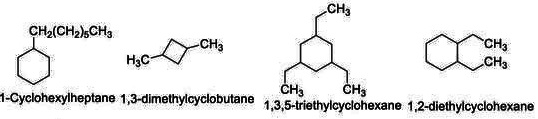 CH₂(CH₂)₅CH₃
H₃C
CH₃
CH₃
CH₃
CH₃
CH₃
CH₃
1-Cyclohexylheptane 1,3-dimethylcyclobutane 1,3,5-triethylcyclohexane 1,2-diethylcyclohexane